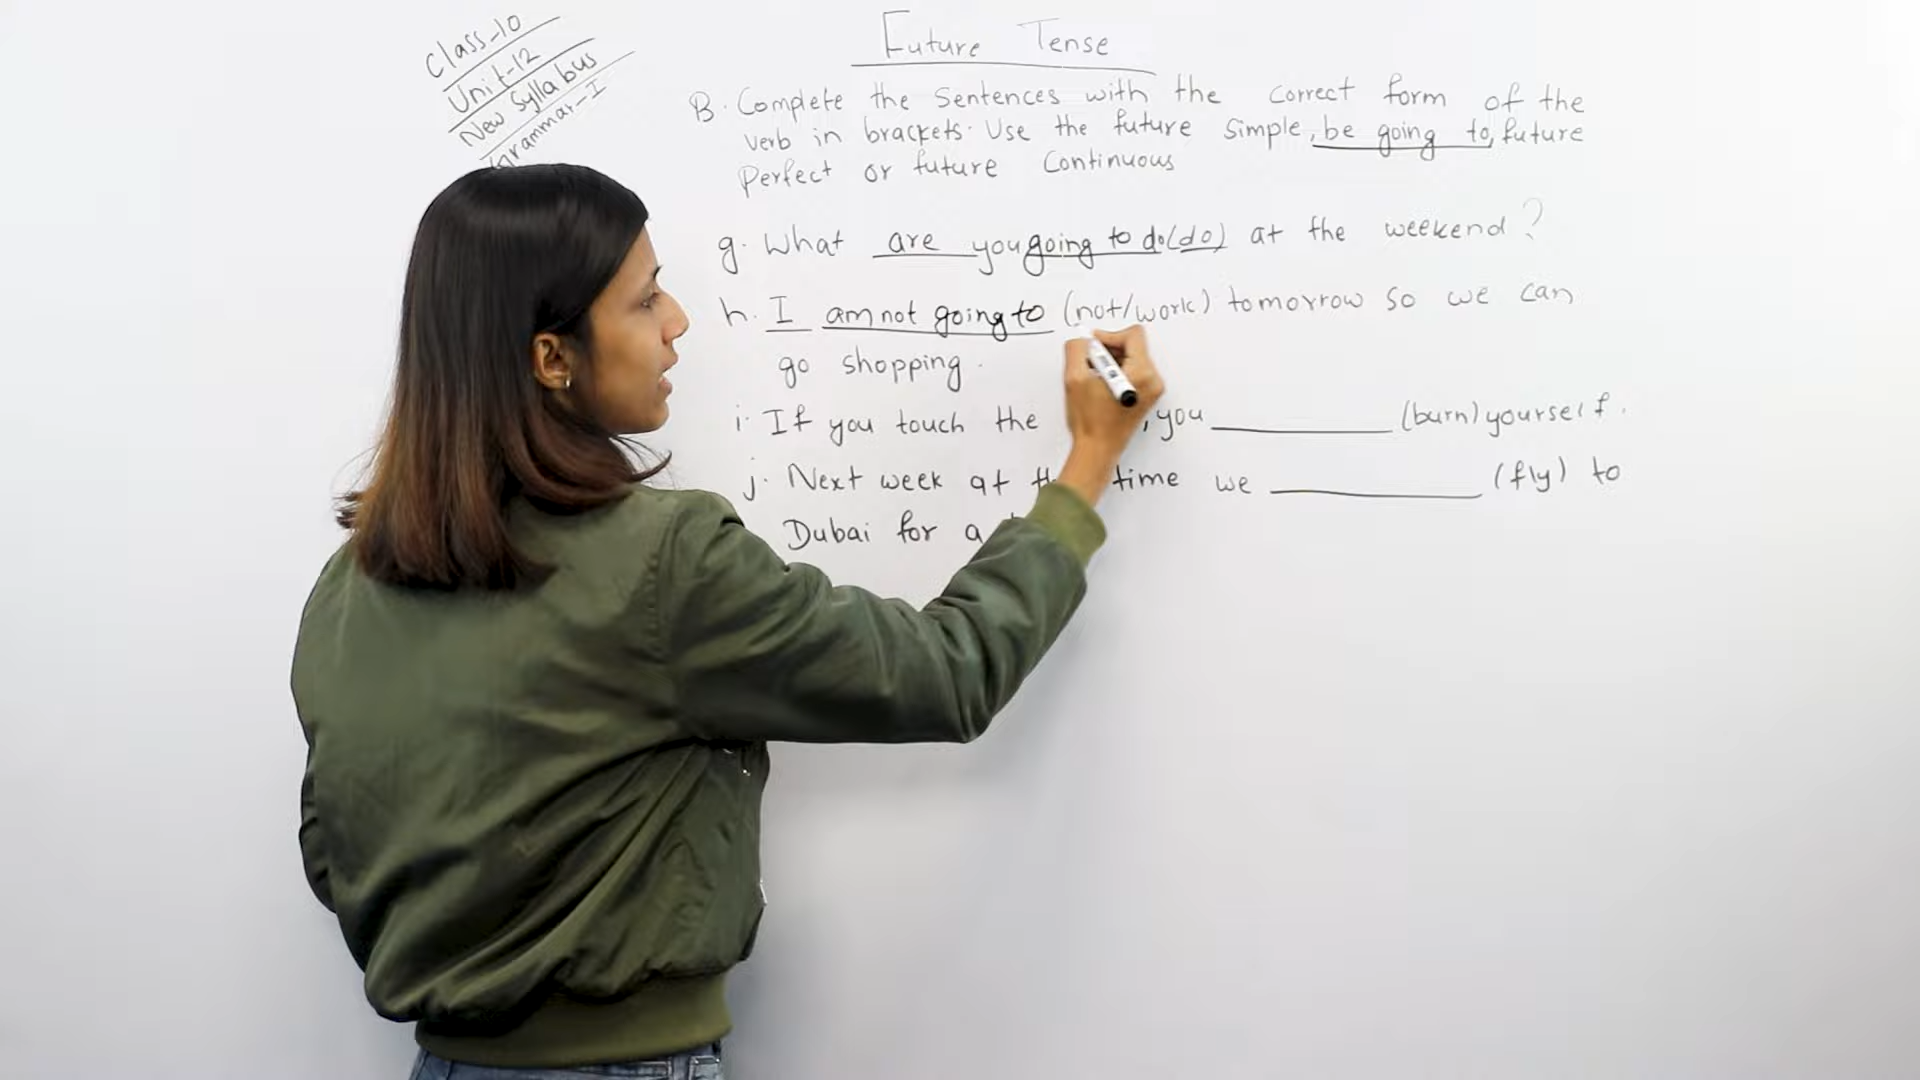 Class-10
Unit-12
New Syllabus
Grammar-I
Future Tense
B. Complete the sentences with the correct form of the
verb in brackets. Use the future simple, be going to, future
perfect or future continuous
g. What are you going to do (do) at the weekend?
h. I am not going to (not/work) tomorrow so we can
go shopping.
i. If you touch the , you ________ (burn) yourself.
j. Next week at time we ________ (fly) to
Dubai for a